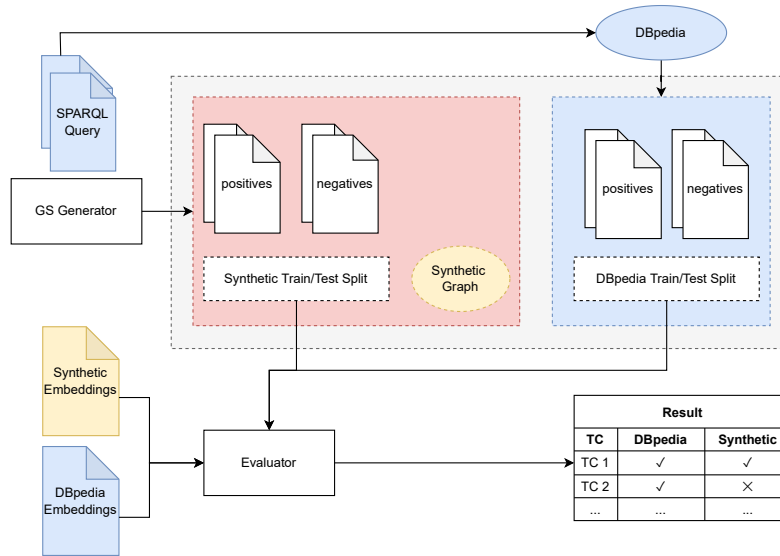 DBpedia
SPARQL
Query
GS Generator
positives
negatives
positives
negatives
Synthetic Train/Test Split
Synthetic
Graph
DBpedia Train/Test Split
Synthetic
Embeddings
DBpedia
Embeddings
Evaluator
Result
TC DBpedia Synthetic
TC 1 ✓ ✓
TC 2 ✓ ✕
... ... ...